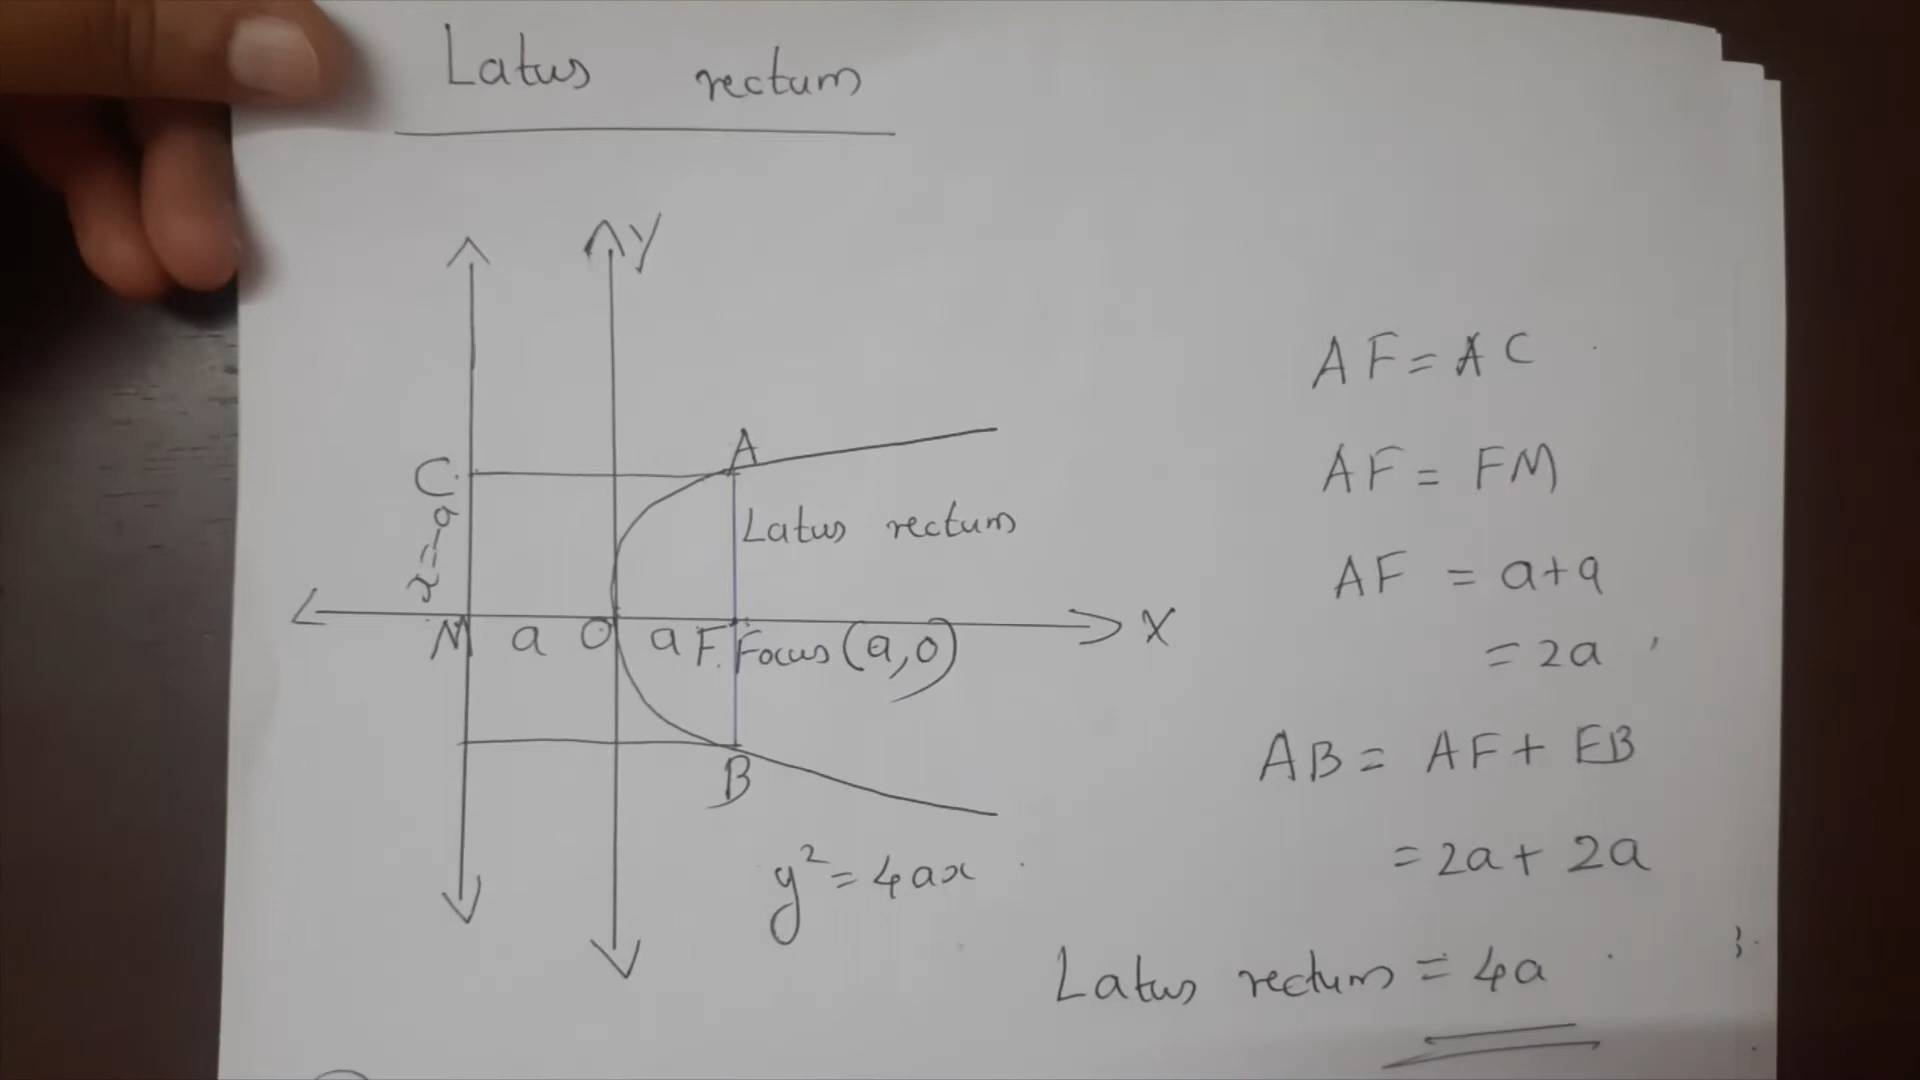 Latus rectum
Y
C
A
x=-a
Latus rectum
M a O a F. Focus (a,0)
X
B
y²=4ax
AF=AC
AF= FM
AF = a+a
=2a
AB= AF+ FB
=2a+ 2a
Latus rectum = 4a